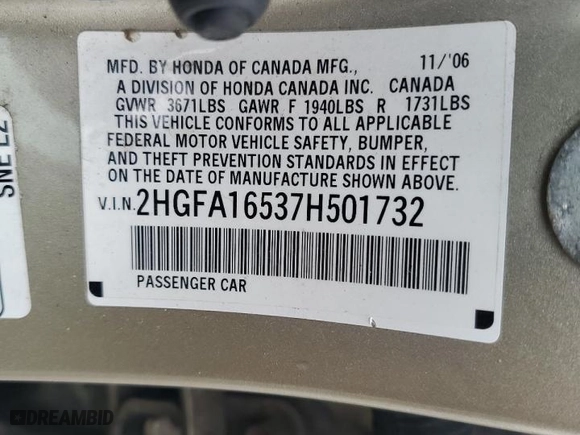 MFD. BY HONDA OF CANADA MFG., 11/'06
A DIVISION OF HONDA CANADA INC. CANADA
GVWR 3671LBS GAWR F 1940LBS R 1731LBS
THIS VEHICLE CONFORMS TO ALL APPLICABLE
FEDERAL MOTOR VEHICLE SAFETY, BUMPER,
AND THEFT PREVENTION STANDARDS IN EFFECT
ON THE DATE OF MANUFACTURE SHOWN ABOVE.
V.I.N. 2HGFA16537H501732
PASSENGER CAR
SNE L2
DREAMBID